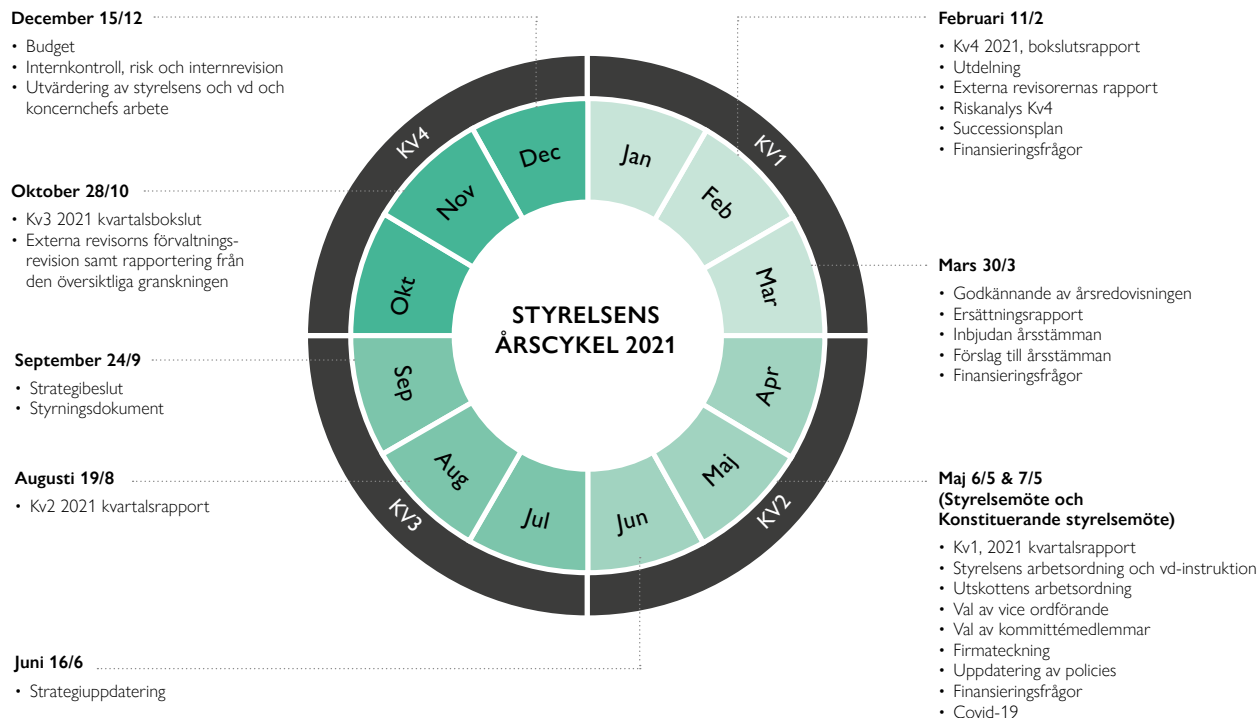 December 15/12
• Budget
• Internkontroll, risk och internrevision
• Utvärdering av styrelsens och vd och
koncernchefs arbete
Oktober 28/10
• Kv3 2021 kvartalsbokslut
• Externa revisorns förvaltnings-
revision samt rapportering från
den översiktliga granskningen
September 24/9
• Strategibeslut
• Styrningsdokument
Augusti 19/8
• Kv2 2021 kvartalsrapport
Juni 16/6
• Strategiuppdatering
STYRELSENS
ÅRSCYKEL 2021
KV1
Jan
Feb
Mar
KV2
Apr
Maj
Jun
KV3
Jul
Aug
Sep
KV4
Okt
Nov
Dec
Februari 11/2
• Kv4 2021, bokslutsrapport
• Utdelning
• Externa revisorernas rapport
• Riskanalys Kv4
• Successionsplan
• Finansieringsfrågor
Mars 30/3
• Godkännande av årsredovisningen
• Ersättningsrapport
• Inbjudan årsstämman
• Förslag till årsstämman
• Finansieringsfrågor
Maj 6/5 & 7/5
(Styrelsemöte och
Konstituerande styrelsemöte)
• Kv1, 2021 kvartalsrapport
• Styrelsens arbetsordning och vd-instruktion
• Utskottens arbetsordning
• Val av vice ordförande
• Val av kommittémedlemmar
• Firmateckning
• Uppdatering av policies
• Finansieringsfrågor
• Covid-19